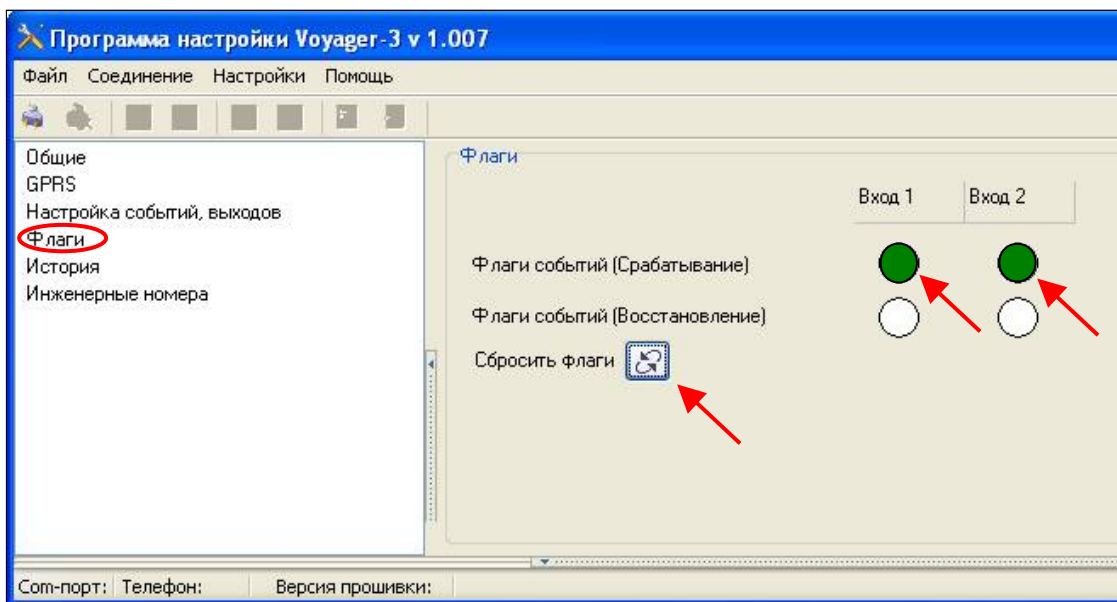 Программа настройки Voyager-3 v 1.007
Файл Соединение Настройки Помощь
Общие
GPRS
Настройка событий, выходов
Флаги
История
Инженерные номера
Флаги
Вход 1 Вход 2
Флаги событий (Срабатывание)
Флаги событий (Восстановление)
Сбросить Флаги
Com-порт: Телефон: Версия прошивки: